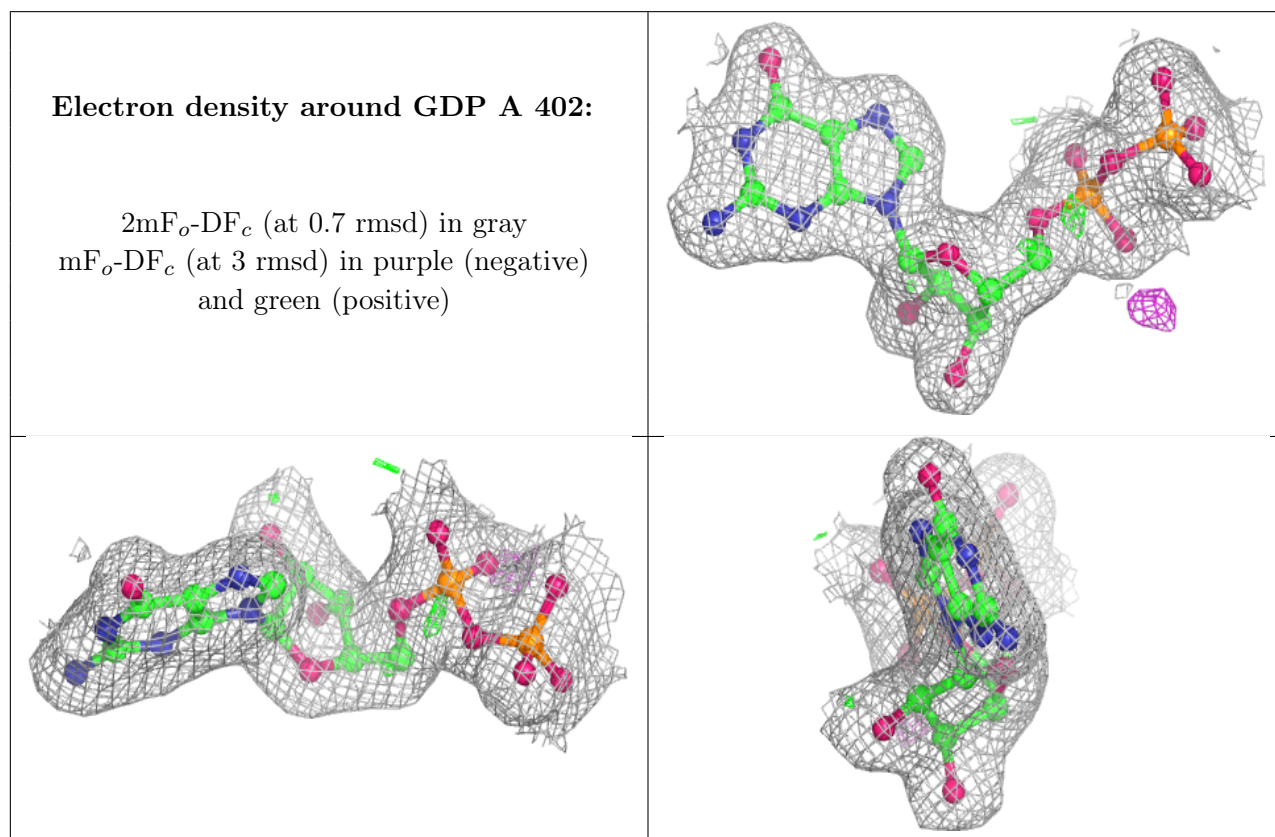 Electron density around GDP A 402:
2mFo-DFc (at 0.7 rmsd) in gray
mFo-DFc (at 3 rmsd) in purple (negative)
and green (positive)